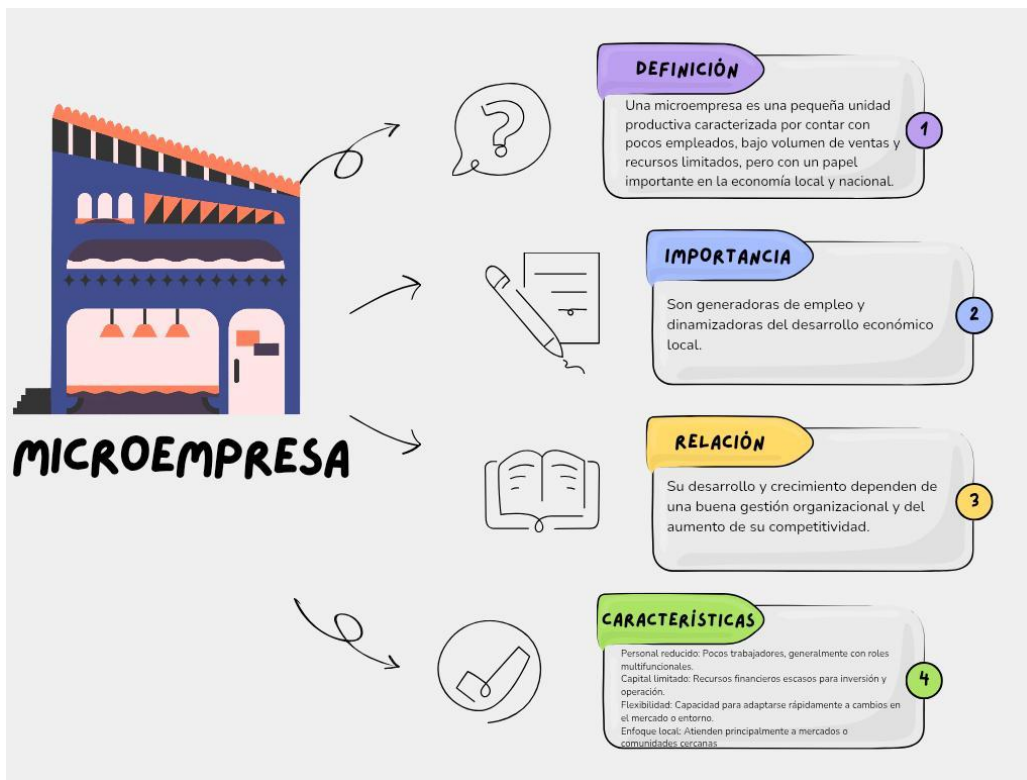 MICROEMPRESA
DEFINICIÓN
Una microempresa es una pequeña unidad
productiva caracterizada por contar con
pocos empleados, bajo volumen de ventas y
recursos limitados, pero con un papel
importante en la economía local y nacional.
1
IMPORTANCIA
Son generadoras de empleo y
dinamizadoras del desarrollo económico
local.
2
RELACIÓN
Su desarrollo y crecimiento dependen de
una buena gestión organizacional y del
aumento de su competitividad.
3
CARACTERÍSTICAS
Personal reducido: Pocos trabajadores, generalmente con roles
multifuncionales.
Capital limitado: Recursos financieros escasos para inversión y
operación.
Flexibilidad: Capacidad para adaptarse rápidamente a cambios en
el mercado o entorno.
Enfoque local: Atienden principalmente a mercados o
comunidades cercanas
4